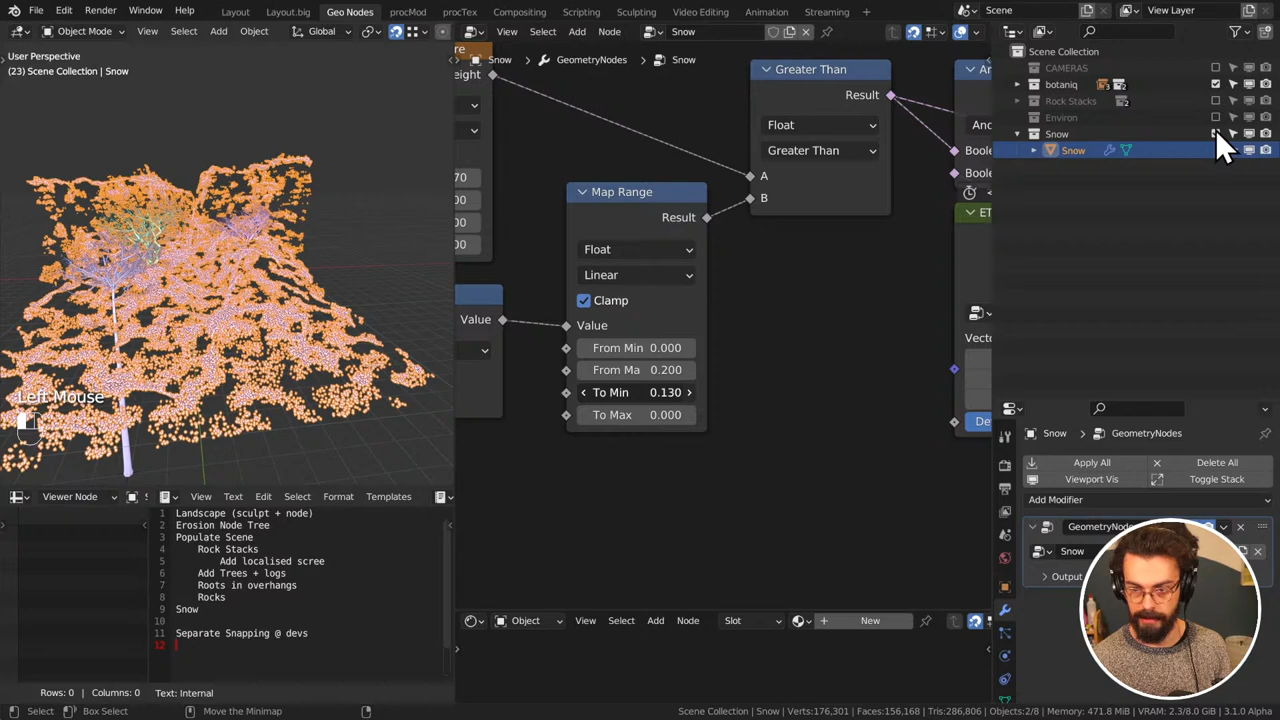 File Edit Render Window Help Layout Layout.big Geo Nodes procMod procTex Compositing Scripting Sculpting Video Editing Animation Streaming + Scene View Layer
Object Mode View Select Add Object Global
View Select Add Node Snow
User Perspective
(23) Scene Collection | Snow
Snow > GeometryNodes > Snow
Scene Collection
CAMERAS
botaniq 3 2
Rock Stacks 2
Environ
Snow
Snow
Greater Than
Result
Float
Greater Than
A
B
Map Range
Result
Float
Linear
Clamp
Value
From Min 0.000
From Ma 0.200
To Min 0.130
To Max 0.000
Value
70
00
00
00
Left Mouse
Viewer Node
View Text Edit Select Format Templates
1 Landscape (sculpt + node)
2 Erosion Node Tree
3 Populate Scene
4 Rock Stacks
5 Add localised scree
6 Add Trees + logs
7 Roots in overhangs
8 Rocks
9 Snow
10
11 Separate Snapping @ devs
12
Rows: 0 | Columns: 0 Text: Internal
Object View Select Add Node Slot New
Snow > GeometryNodes
Apply All Delete All
Viewport Vis Toggle Stack
Add Modifier
Snow
Output
Select Box Select Move the Minimap Scene Collection | Snow | Verts:176,301 | Faces:156,168 | Tris:286,806 | Objects:2/8 | Memory: 471.8 MiB | VRAM: 2.3/8.0 GiB | 3.1.0 Alpha